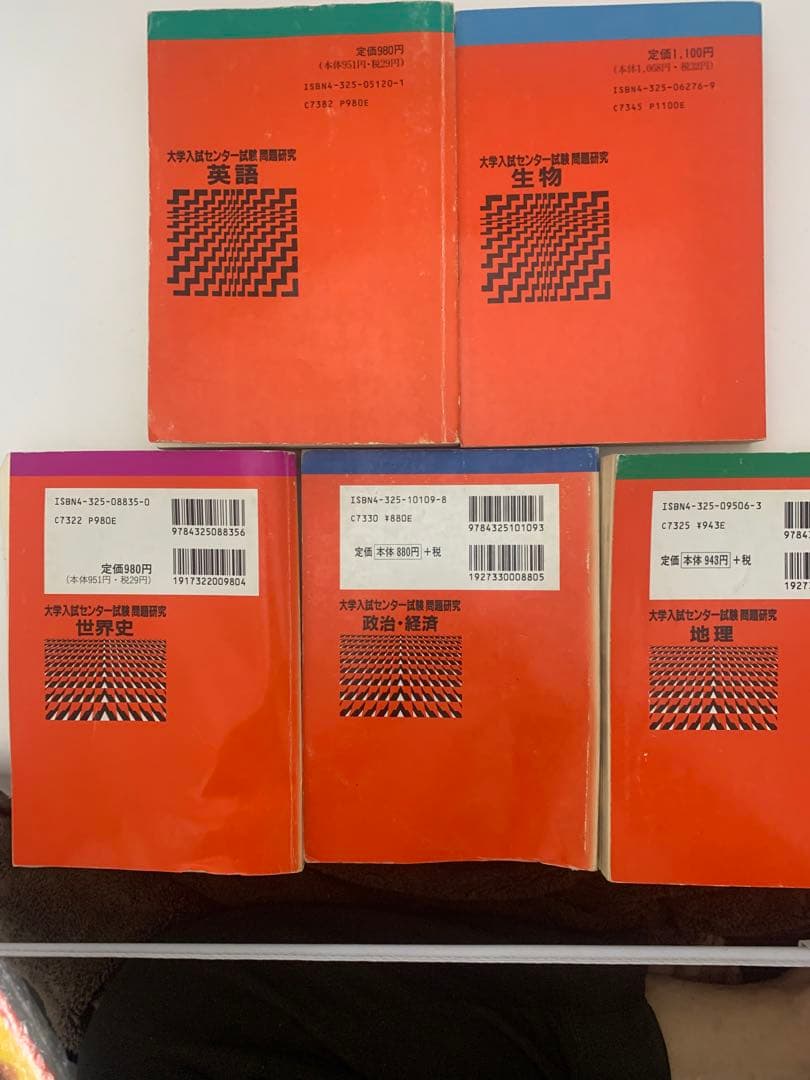 定価980円
(本体951円・税29円)
ISBN4-325-05120-1
C7382 P980E
大学入試センター試験 問題研究
英語
定価1,100円
(本体1,068円・税32円)
ISBN4-325-06276-9
C7345 P1100E
大学入試センター試験 問題研究
生物
ISBN4-325-08835-0
C7322 P980E
9784325088356
定価980円
(本体951円・税29円)
1917322009804
大学入試センター試験 問題研究
世界史
ISBN4-325-10109-8
C7330 ¥880E
9784325101093
定価 本体 880円 +税
1927330008805
大学入試センター試験 問題研究
政治・経済
ISBN4-325-09506-3
C7325 ¥943E
9784
定価 本体 943円 +税
1927
大学入試センター試験 問題研究
地理